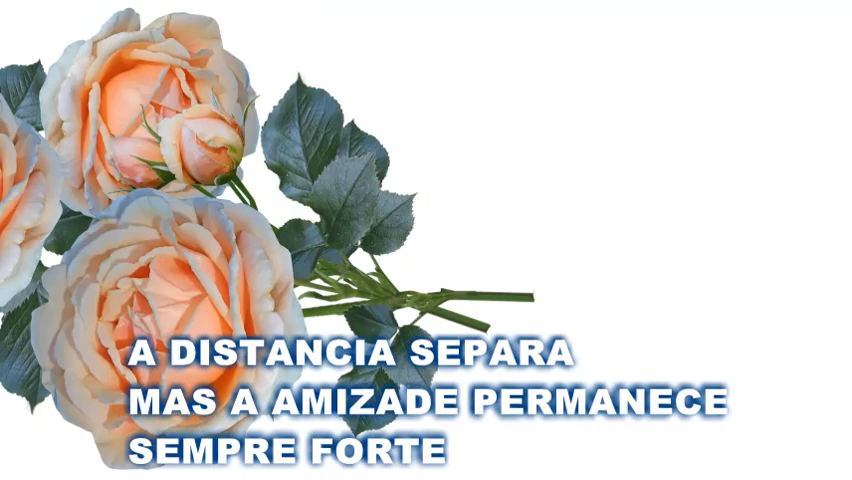 A DISTANCIA SEPARA
MAS A AMIZADE PERMANECE
SEMPRE FORTE